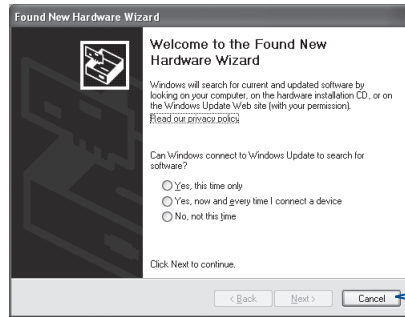 Found New Hardware Wizard
Welcome to the Found New
Hardware Wizard
Windows will search for current and updated software by
looking on your computer, on the hardware installation CD, or on
the Windows Update Web site (with your permission).
Read our privacy policy
Can Windows connect to Windows Update to search for
software?
Yes, this time only
Yes, now and every time I connect a device
No, not this time
Click Next to continue.
< Back
Next >
Cancel